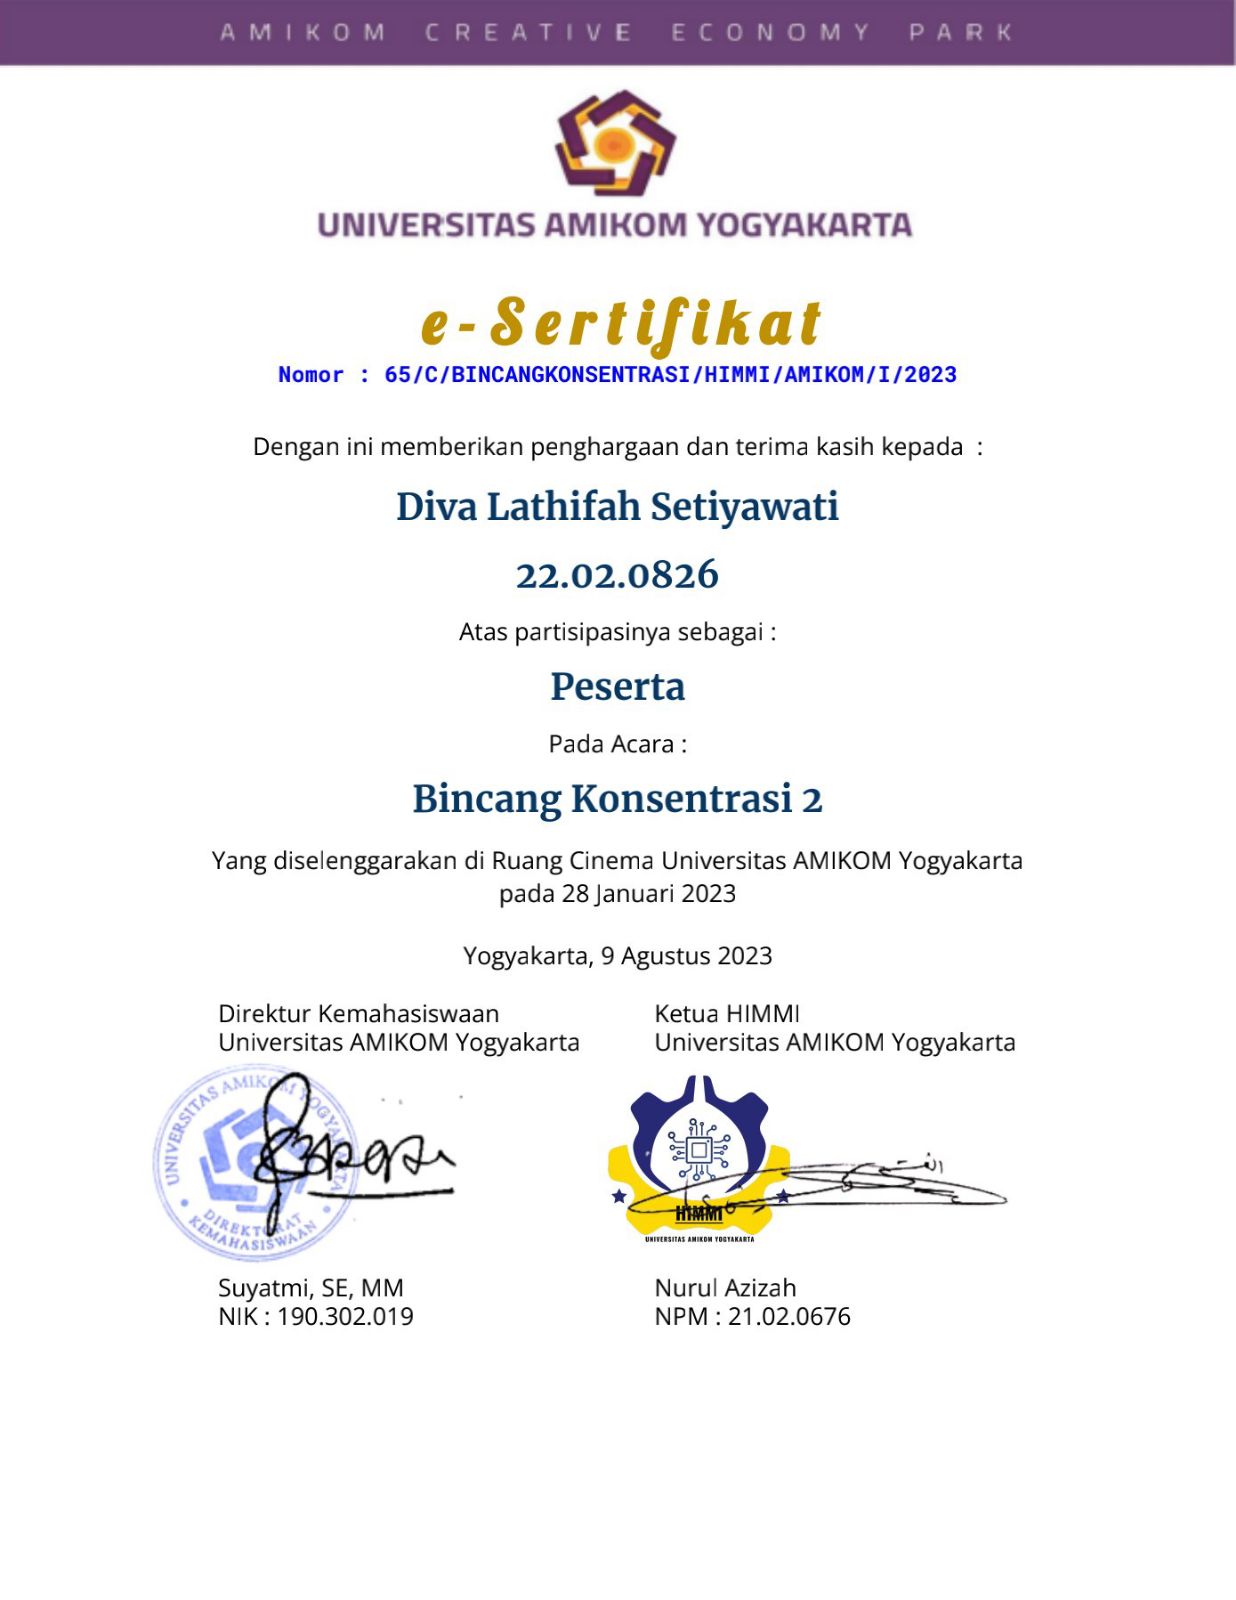 AMIKOM CREATIVE ECONOMY PARK
UNIVERSITAS AMIKOM YOGYAKARTA
e-Sertifikat
Nomor : 65/C/BINCANGKONSENTRASI/HIMMI/AMIKOM/I/2023
Dengan ini memberikan penghargaan dan terima kasih kepada :
Diva Lathifah Setiyawati
22.02.0826
Atas partisipasinya sebagai :
Peserta
Pada Acara :
Bincang Konsentrasi 2
Yang diselenggarakan di Ruang Cinema Universitas AMIKOM Yogyakarta
pada 28 Januari 2023
Yogyakarta, 9 Agustus 2023
Direktur Kemahasiswaan
Universitas AMIKOM Yogyakarta
UNIVERSITAS AMIKOM YOGYAKARTA
DIREKTORAT
KEMAHASISWAAN
Suyatmi, SE, MM
NIK : 190.302.019
Ketua HIMMI
Universitas AMIKOM Yogyakarta
HIMMI
UNIVERSITAS AMIKOM YOGYAKARTA
Nurul Azizah
NPM : 21.02.0676